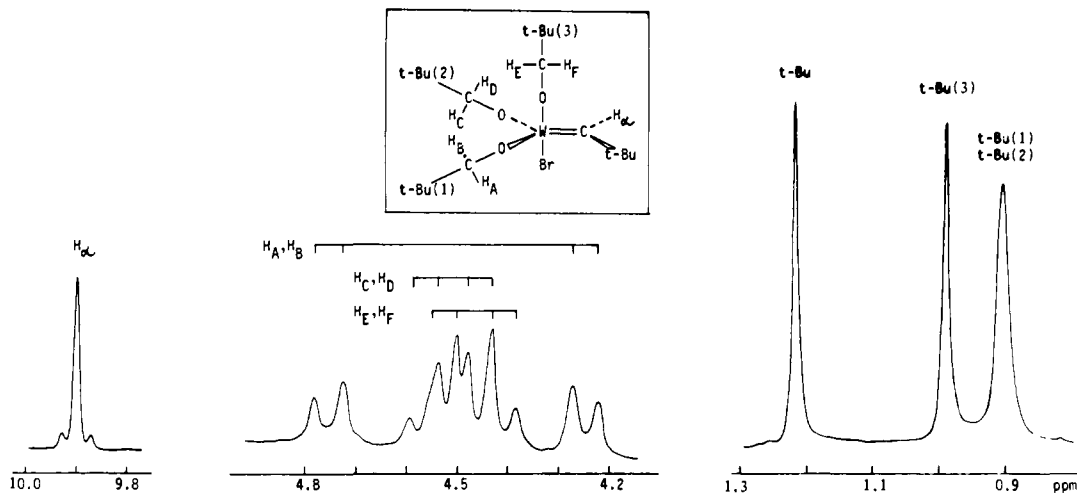 t-Bu(3)
H_E C H_F
t-Bu(2)
H_D
C
O
O
H_C
W C
H_α
H_B
O
t-Bu
C
Br
t-Bu(1)
H_A
t-Bu
t-Bu(3)
t-Bu(1)
t-Bu(2)
H_α
H_A,H_B
H_C,H_D
H_E,H_F
10.0 9.8 4.8 4.5 4.2 1.3 1.1 0.9 ppm